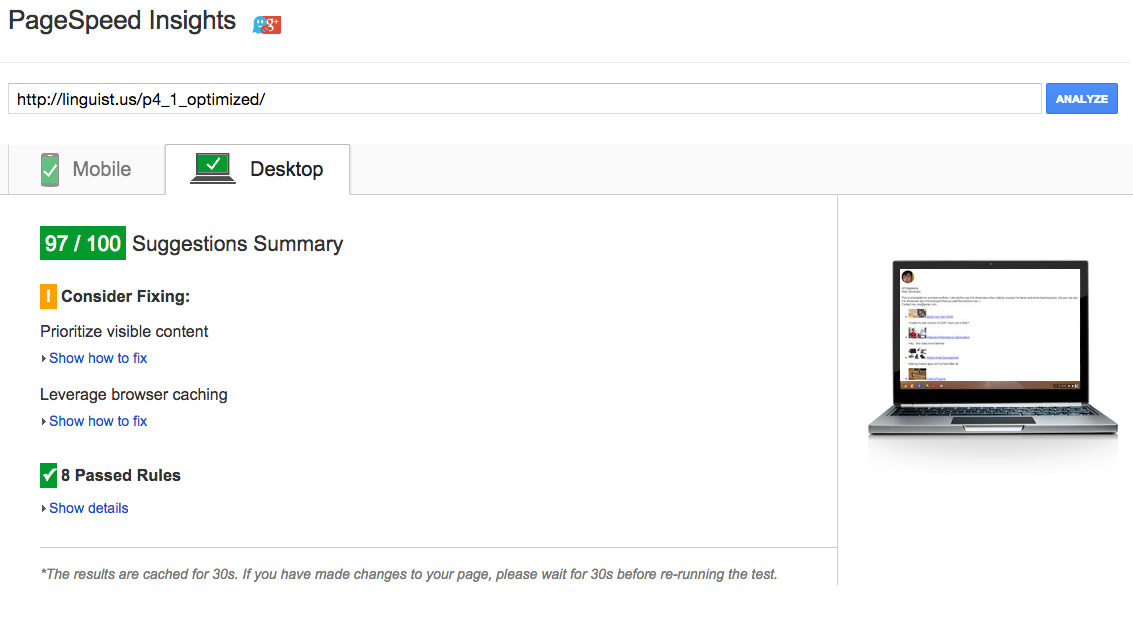 PageSpeed Insights
g+
http://linguist.us/p4_1_optimized/
ANALYZE
Mobile
Desktop
97 / 100 Suggestions Summary
! Consider Fixing:
Prioritize visible content
Show how to fix
Leverage browser caching
Show how to fix
8 Passed Rules
Show details
*The results are cached for 30s. If you have made changes to your page, please wait for 30s before re-running the test.